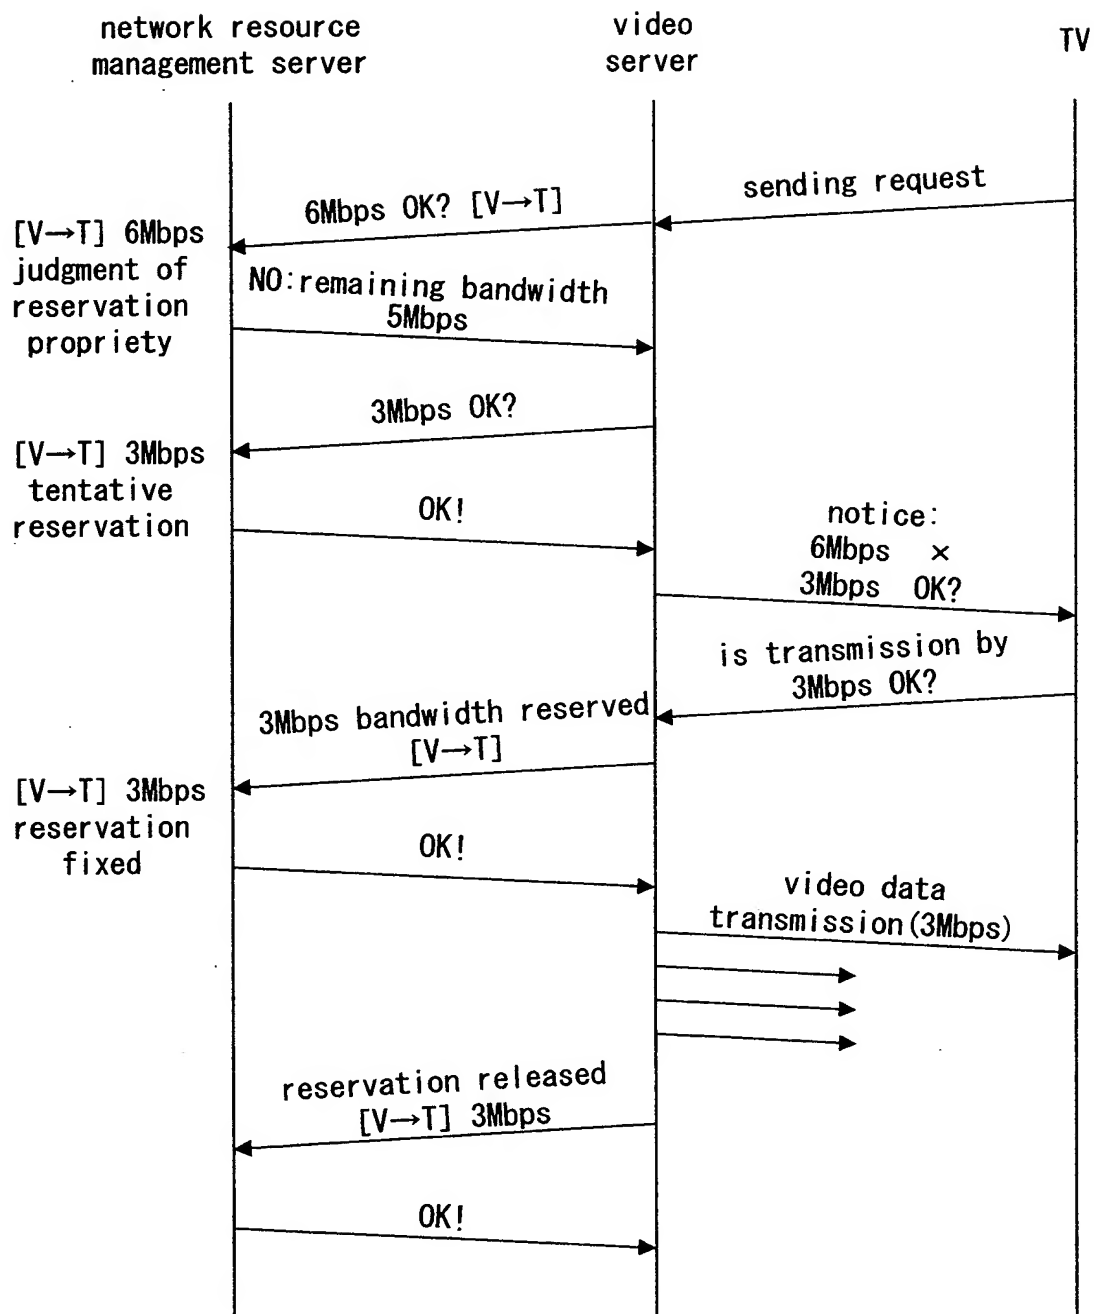 network resource
management server
video
server
TV
sending request
6Mbps OK? [V→T]
[V→T] 6Mbps
judgment of
reservation
propriety
NO:remaining bandwidth
5Mbps
3Mbps OK?
[V→T] 3Mbps
tentative
reservation
OK!
notice:
6Mbps ×
3Mbps OK?
is transmission by
3Mbps OK?
3Mbps bandwidth reserved
[V→T]
[V→T] 3Mbps
reservation
fixed
OK!
video data
transmission(3Mbps)
reservation released
[V→T] 3Mbps
OK!